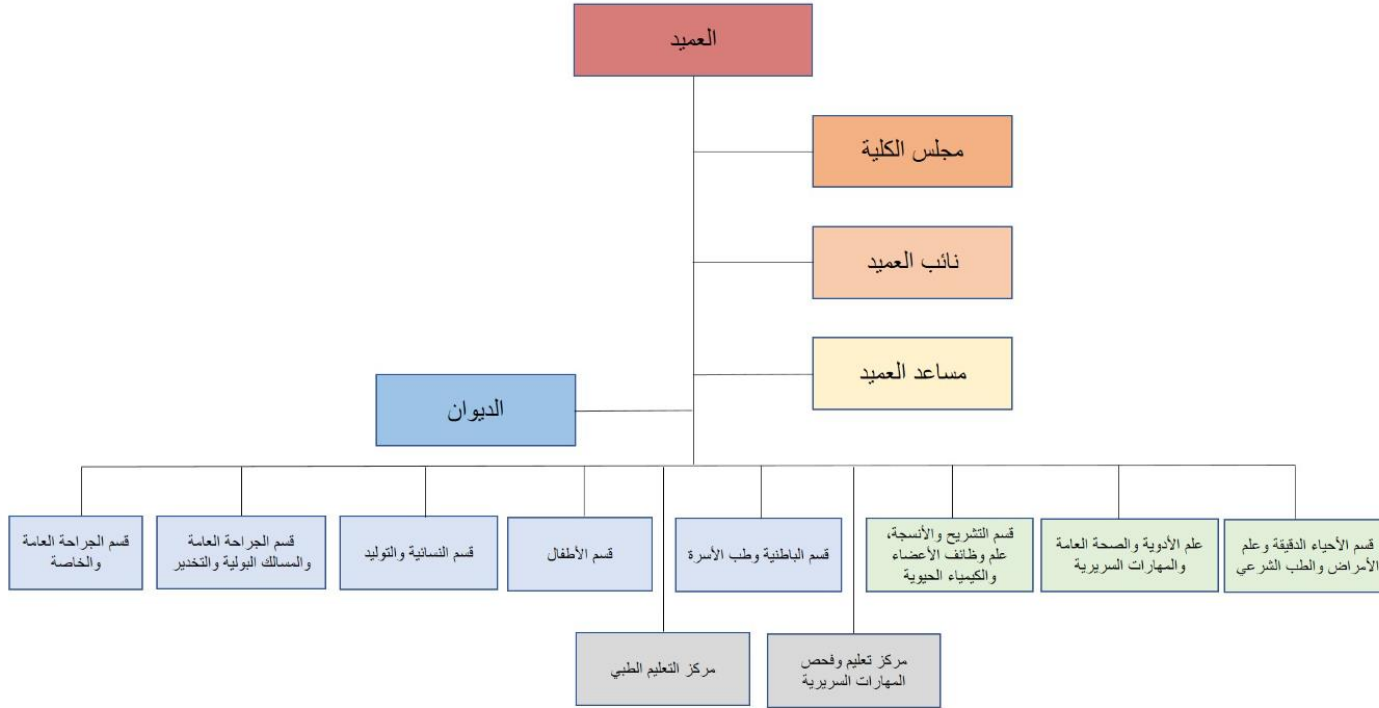 العميد
مجلس الكلية
نائب العميد
مساعد العميد
الديوان
قسم الأحياء الدقيقة وعلم
الأمراض والطب الشرعي
علم الأدوية والصحة العامة
والمهارات السريرية
قسم التشريح والأنسجة،
علم وظائف الأعضاء
والكيمياء الحيوية
قسم الباطنية وطب الأسرة
قسم الأطفال
قسم النسائية والتوليد
قسم الجراحة العامة
والمسالك البولية والتخدير
قسم الجراحة العامة
والخاصة
مركز تعليم وفحص
المهارات السريرية
مركز التعليم الطبي